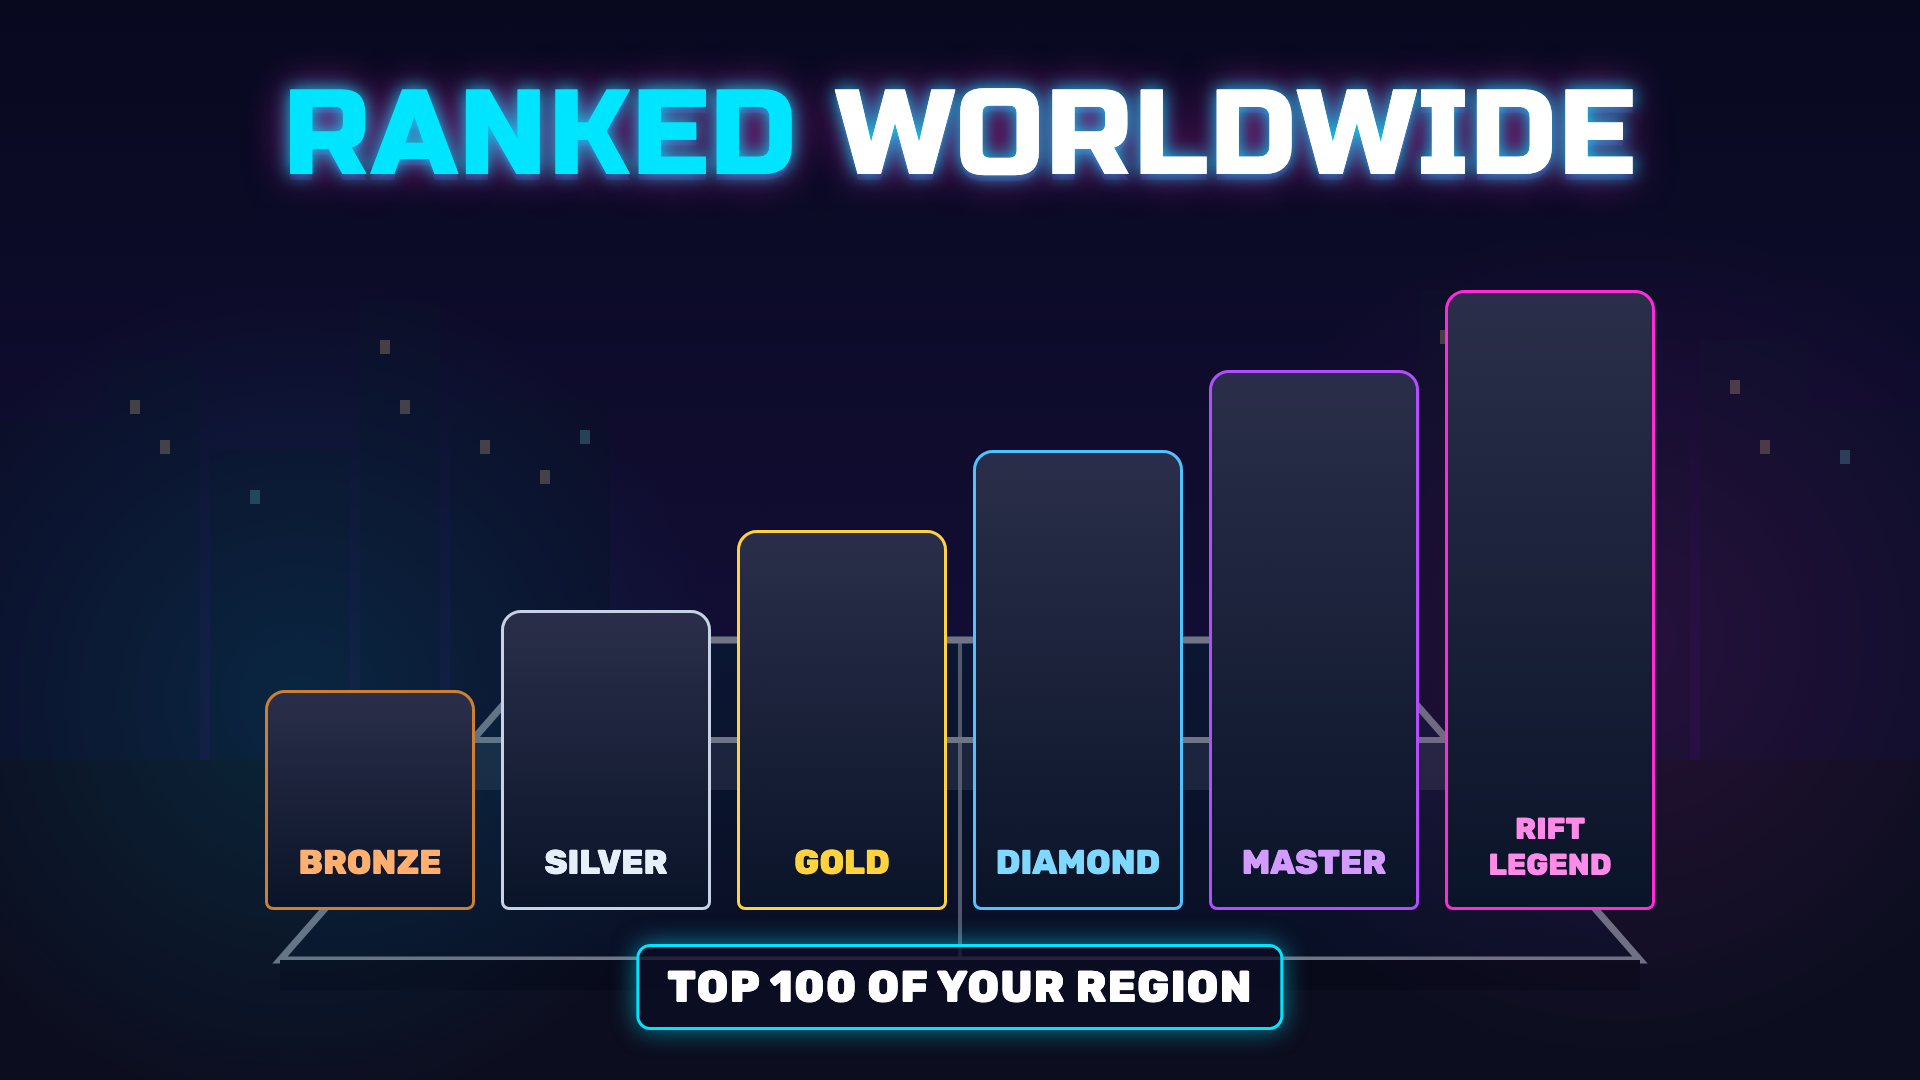 RANKED WORLDWIDE
BRONZE
SILVER
GOLD
DIAMOND
MASTER
RIFT
LEGEND
TOP 100 OF YOUR REGION